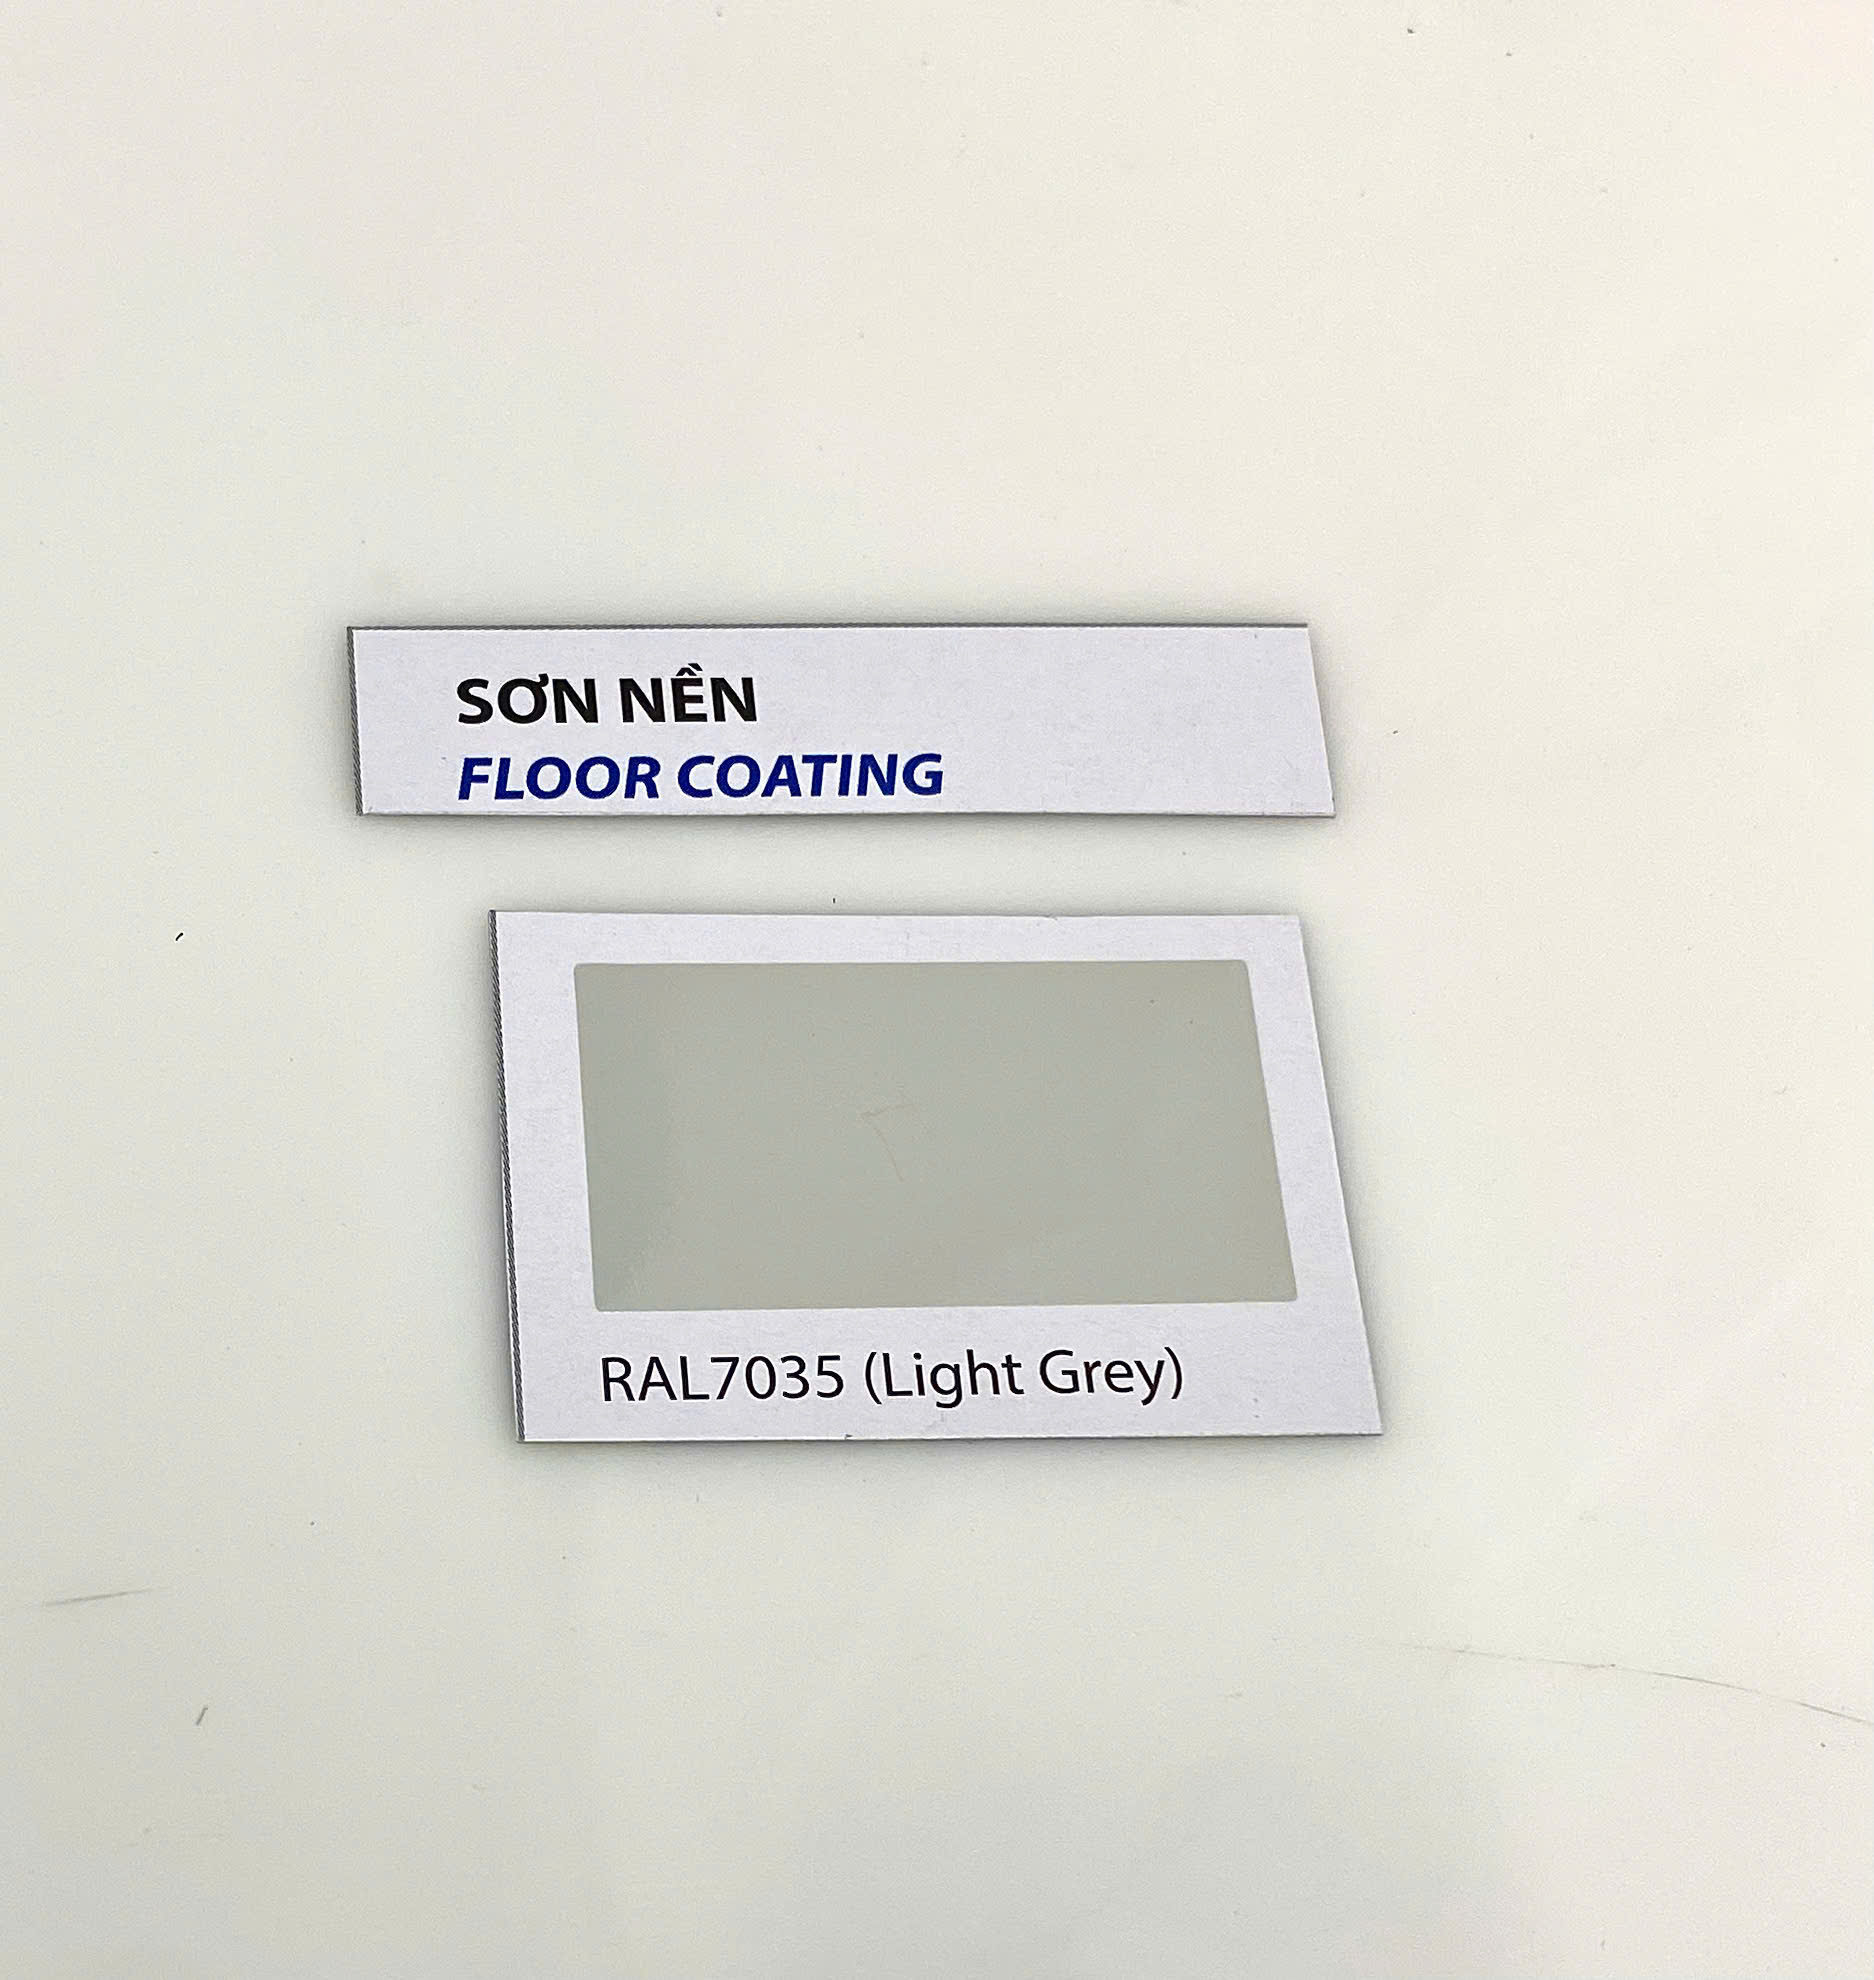 SƠN NỀN
FLOOR COATING
RAL7035 (Light Grey)